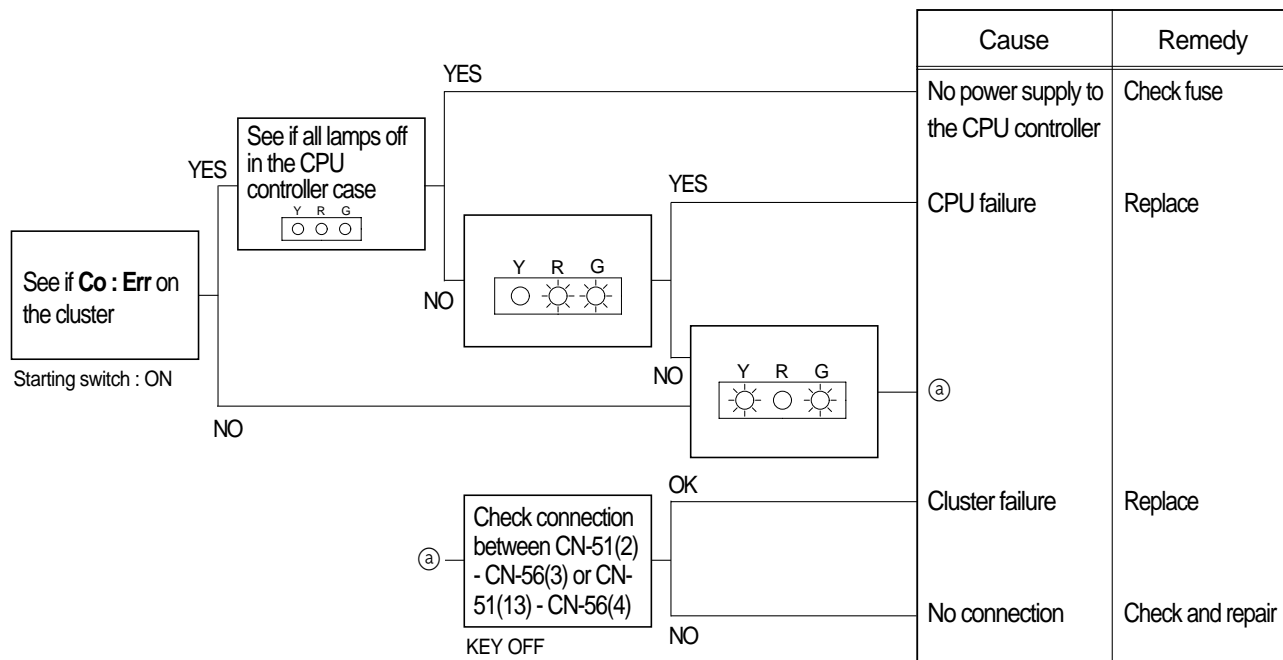 Cause
Remedy
YES
No power supply to
the CPU controller
Check fuse
See if all lamps off
in the CPU
controller case
Y R G
YES
YES
CPU failure
Replace
Y R G
NO
See if Co : Err on
the cluster
Starting switch : ON
NO
Y R G
ⓐ
NO
OK
Cluster failure
Replace
Check connection
between CN-51(2)
- CN-56(3) or CN-
51(13) - CN-56(4)
ⓐ
KEY OFF
NO
No connection
Check and repair